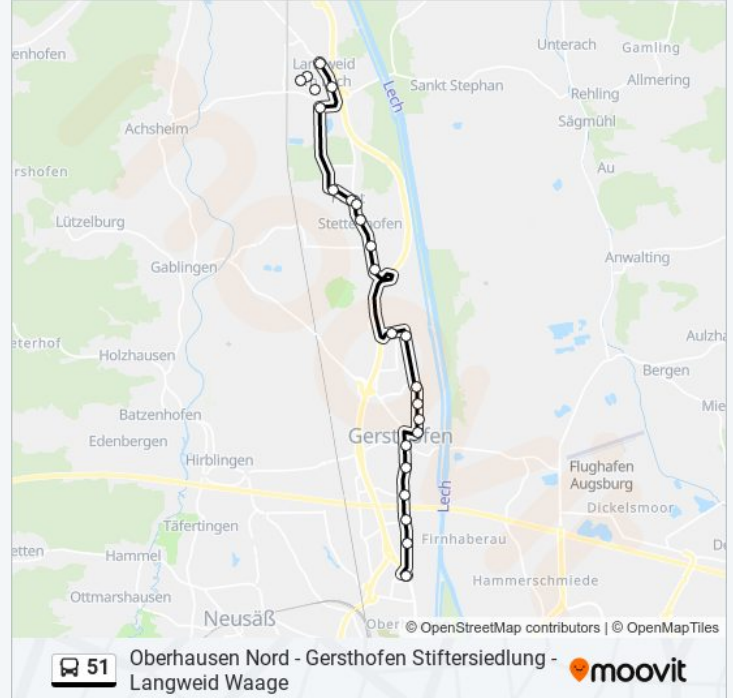 enhofen
Langweid
Unterach
Gamling
Sankt Stephan
Allmering
Rehling
Lech
Achsheim
Sägmühl
Au
rshofen
Lützelburg
Stettenhofen
Gablingen
Anwalting
eterhof
Holzhausen
Aulzha
Bergen
Batzenhofen
Mie
Edenbergen
Gersthofen
Hirblingen
Flughafen
Augsburg
Lech
Dickelsmoor
Täfertingen
Firnhaberau
etten
Hammel
Hammerschmiede
Ottmarshausen
Neusäß
Ober
© OpenStreetMap contributors | © OpenMapTiles
51
Oberhausen Nord - Gersthofen Stiftersiedlung -
Langweid Waage
moovit